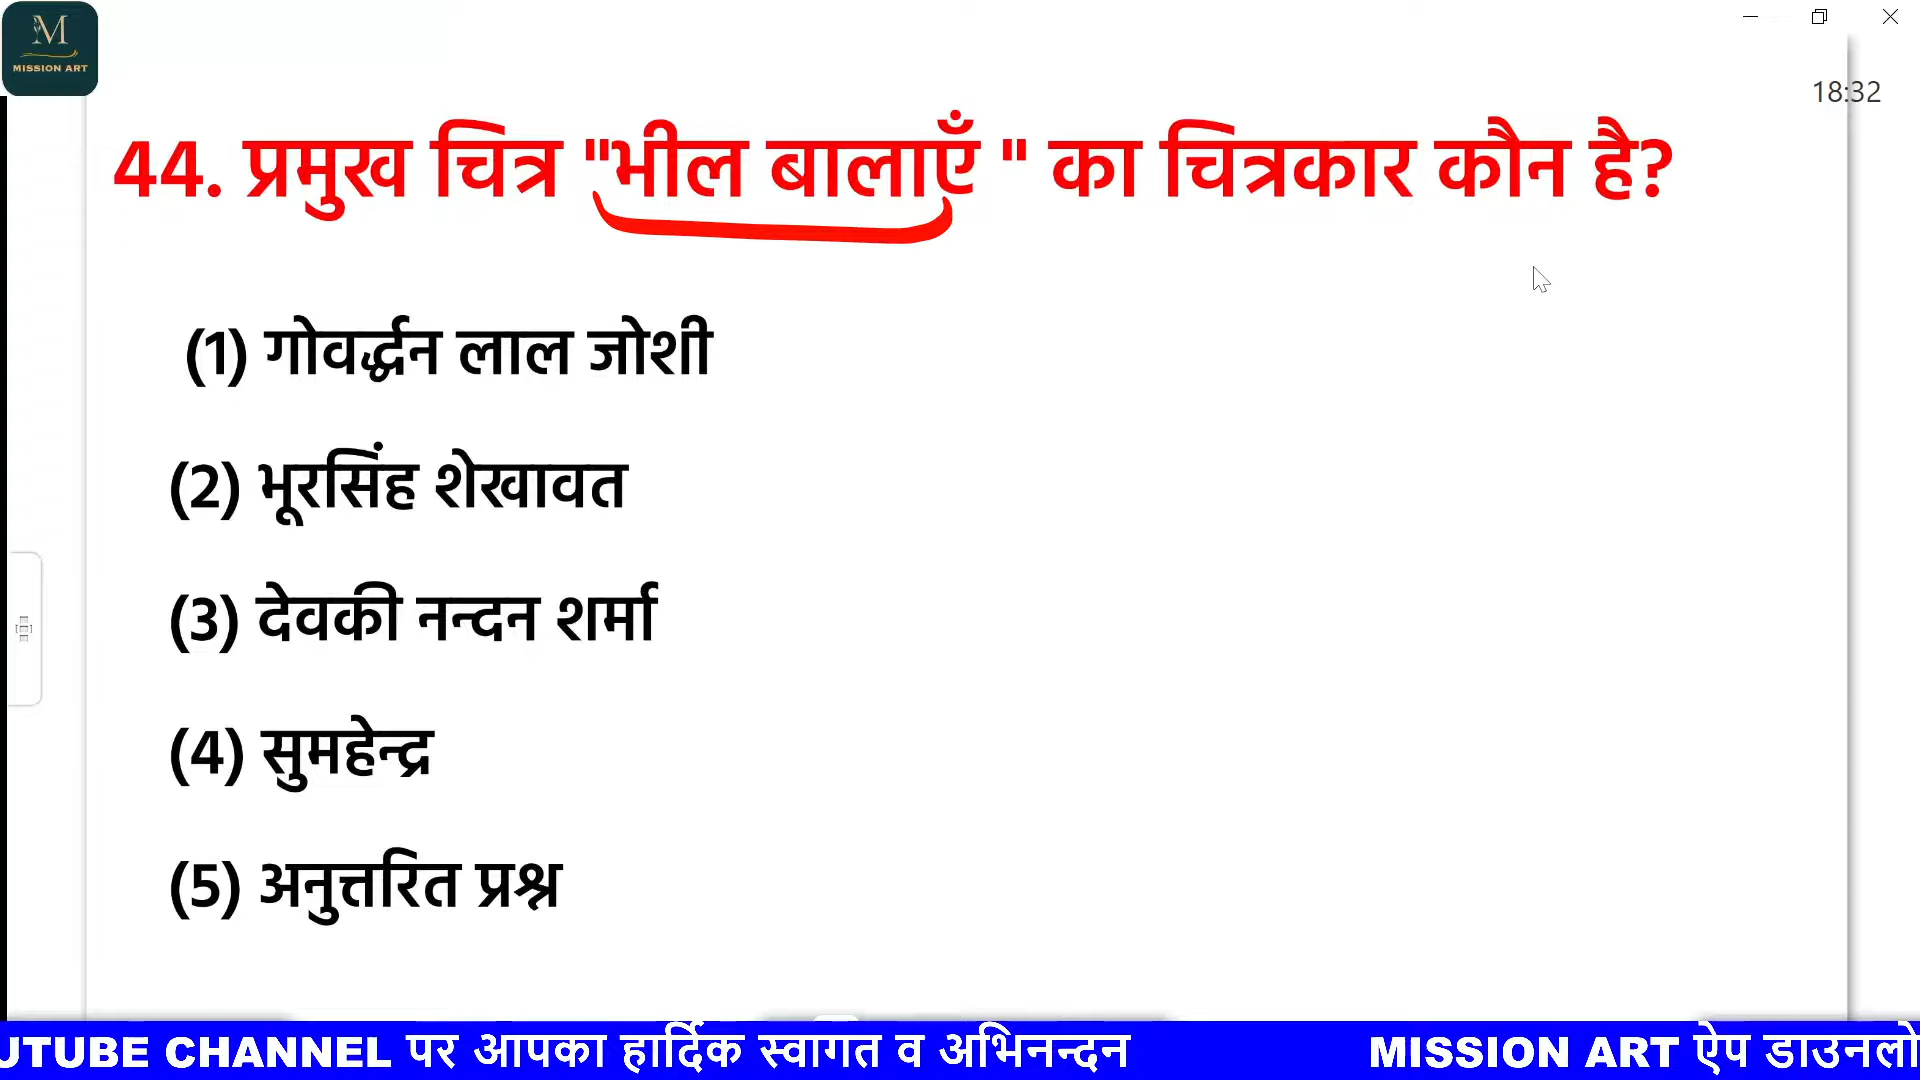 M
MISSION ART
18:32
44. प्रमुख चित्र "भील बालाएँ " का चित्रकार कौन है?
(1) गोवर्द्धन लाल जोशी
(2) भूरसिंह शेखावत
(3) देवकी नन्दन शर्मा
(4) सुमहेन्द्र
(5) अनुत्तरित प्रश्न
UTUBE CHANNEL पर आपका हार्दिक स्वागत व अभिनन्दन MISSION ART ऐप डाउनलो